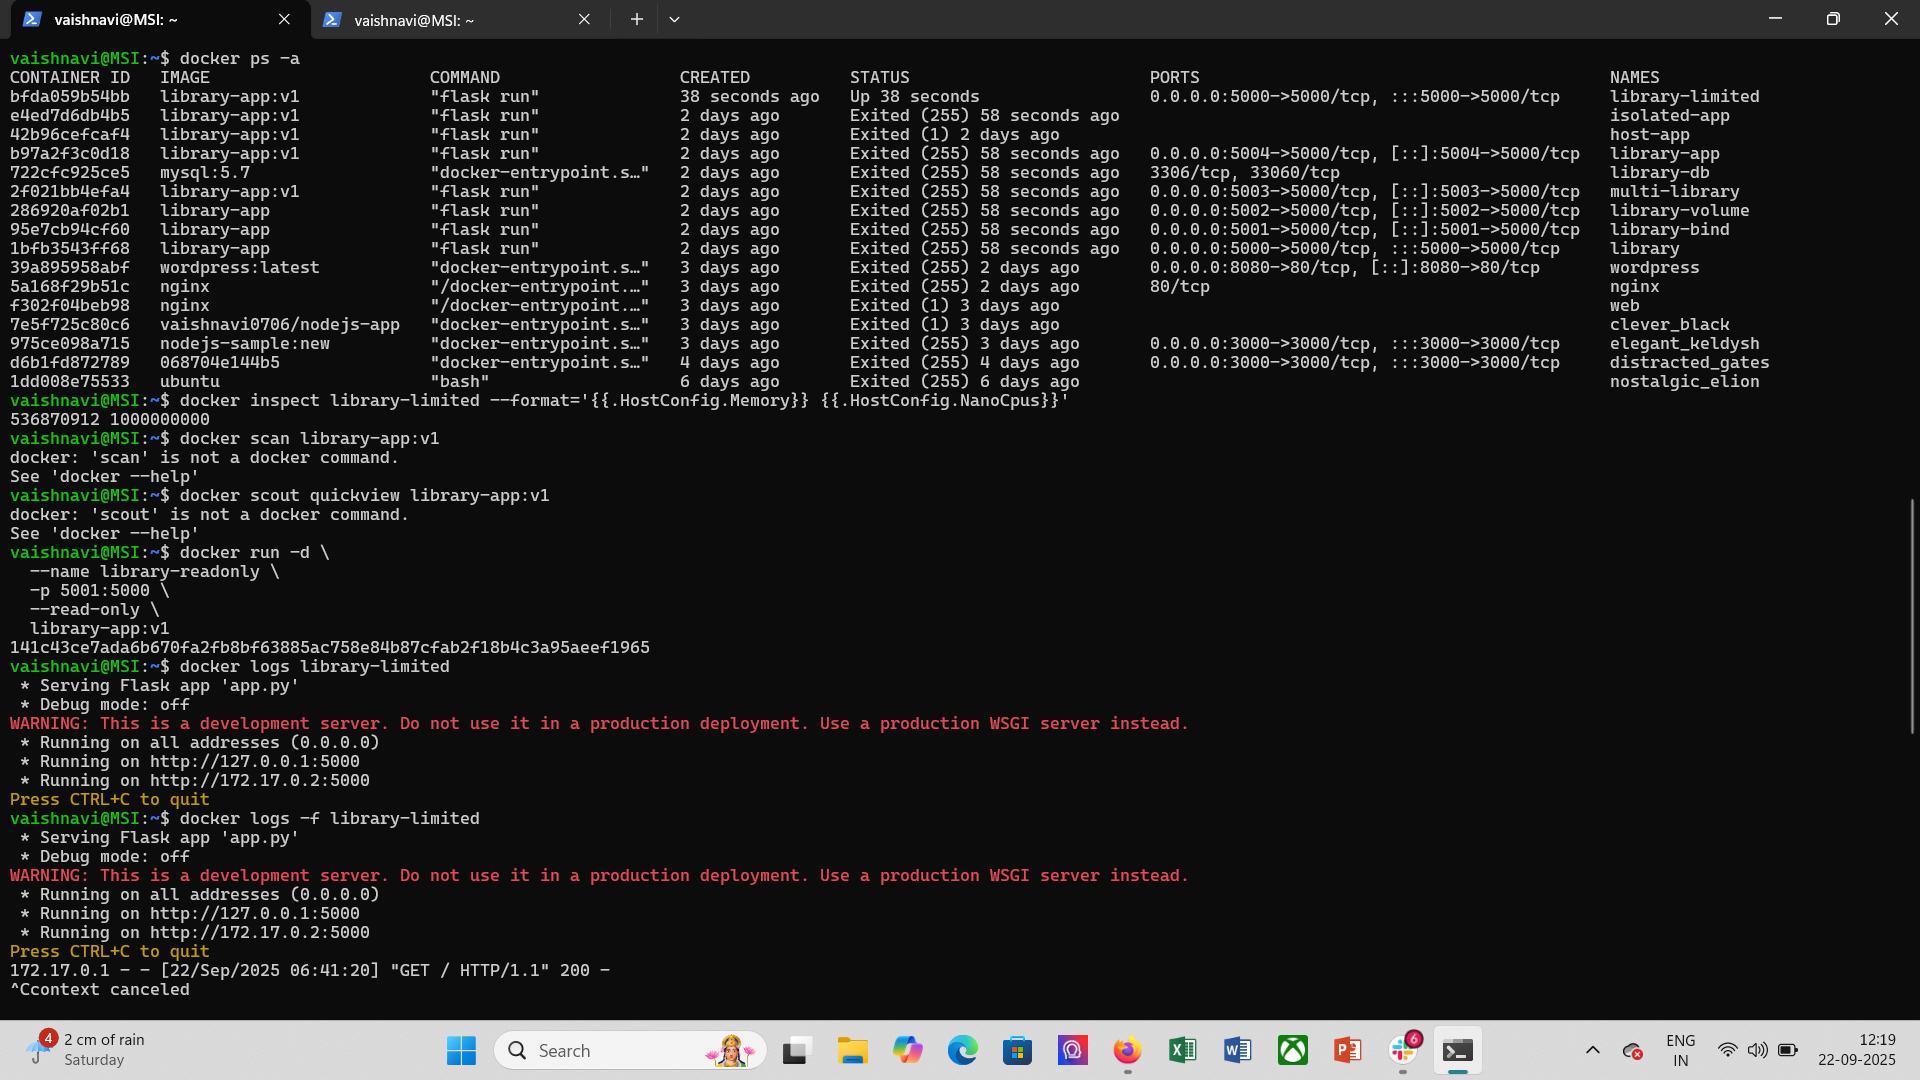 vaishnavi@MSI: ~
vaishnavi@MSI: ~
vaishnavi@MSI:~$ docker ps -a
CONTAINER ID   IMAGE                      COMMAND                  CREATED          STATUS                        PORTS                                         NAMES
bfda059b54bb   library-app:v1             "flask run"              38 seconds ago   Up 38 seconds                 0.0.0.0:5000->5000/tcp, :::5000->5000/tcp     library-limited
e4ed7d6db4b5   library-app:v1             "flask run"              2 days ago       Exited (255) 58 seconds ago                                                 isolated-app
42b96cefcaf4   library-app:v1             "flask run"              2 days ago       Exited (1) 2 days ago                                                       host-app
b97a2f3c0d18   library-app:v1             "flask run"              2 days ago       Exited (255) 58 seconds ago   0.0.0.0:5004->5000/tcp, [::]:5004->5000/tcp   library-app
722cfc925ce5   mysql:5.7                  "docker-entrypoint.s…"   2 days ago       Exited (255) 58 seconds ago   3306/tcp, 33060/tcp                           library-db
2f021bb4efa4   library-app:v1             "flask run"              2 days ago       Exited (255) 58 seconds ago   0.0.0.0:5003->5000/tcp, [::]:5003->5000/tcp   multi-library
286920af02b1   library-app                "flask run"              2 days ago       Exited (255) 58 seconds ago   0.0.0.0:5002->5000/tcp, [::]:5002->5000/tcp   library-volume
95e7cb94cf60   library-app                "flask run"              2 days ago       Exited (255) 58 seconds ago   0.0.0.0:5001->5000/tcp, [::]:5001->5000/tcp   library-bind
1bfb3543ff68   library-app                "flask run"              2 days ago       Exited (255) 58 seconds ago   0.0.0.0:5000->5000/tcp, :::5000->5000/tcp     library
39a895958abf   wordpress:latest           "docker-entrypoint.s…"   3 days ago       Exited (255) 2 days ago       0.0.0.0:8080->80/tcp, [::]:8080->80/tcp       wordpress
5a168f29b51c   nginx                      "/docker-entrypoint.…"   3 days ago       Exited (255) 2 days ago       80/tcp                                        nginx
f302f04beb98   nginx                      "/docker-entrypoint.…"   3 days ago       Exited (1) 3 days ago                                                       web
7e5f725c80c6   vaishnavi0706/nodejs-app   "docker-entrypoint.s…"   3 days ago       Exited (1) 3 days ago                                                       clever_black
975ce098a715   nodejs-sample:new          "docker-entrypoint.s…"   3 days ago       Exited (255) 3 days ago       0.0.0.0:3000->3000/tcp, :::3000->3000/tcp     elegant_keldysh
d6b1fd872789   068704e144b5               "docker-entrypoint.s…"   4 days ago       Exited (255) 4 days ago       0.0.0.0:3000->3000/tcp, :::3000->3000/tcp     distracted_gates
1dd008e75533   ubuntu                     "bash"                   6 days ago       Exited (255) 6 days ago                                                     nostalgic_elion
vaishnavi@MSI:~$ docker inspect library-limited --format='{{.HostConfig.Memory}} {{.HostConfig.NanoCpus}}'
536870912 1000000000
vaishnavi@MSI:~$ docker scan library-app:v1
docker: 'scan' is not a docker command.
See 'docker --help'
vaishnavi@MSI:~$ docker scout quickview library-app:v1
docker: 'scout' is not a docker command.
See 'docker --help'
vaishnavi@MSI:~$ docker run -d \
  --name library-readonly \
  -p 5001:5000 \
  --read-only \
  library-app:v1
141c43ce7ada6b670fa2fb8bf63885ac758e84b87cfab2f18b4c3a95aeef1965
vaishnavi@MSI:~$ docker logs library-limited
 * Serving Flask app 'app.py'
 * Debug mode: off
WARNING: This is a development server. Do not use it in a production deployment. Use a production WSGI server instead.
 * Running on all addresses (0.0.0.0)
 * Running on http://127.0.0.1:5000
 * Running on http://172.17.0.2:5000
Press CTRL+C to quit
vaishnavi@MSI:~$ docker logs -f library-limited
 * Serving Flask app 'app.py'
 * Debug mode: off
WARNING: This is a development server. Do not use it in a production deployment. Use a production WSGI server instead.
 * Running on all addresses (0.0.0.0)
 * Running on http://127.0.0.1:5000
 * Running on http://172.17.0.2:5000
Press CTRL+C to quit
172.17.0.1 - - [22/Sep/2025 06:41:20] "GET / HTTP/1.1" 200 -
^Ccontext canceled
4
2 cm of rain
Saturday
Search
6
ENG
IN
12:19
22-09-2025